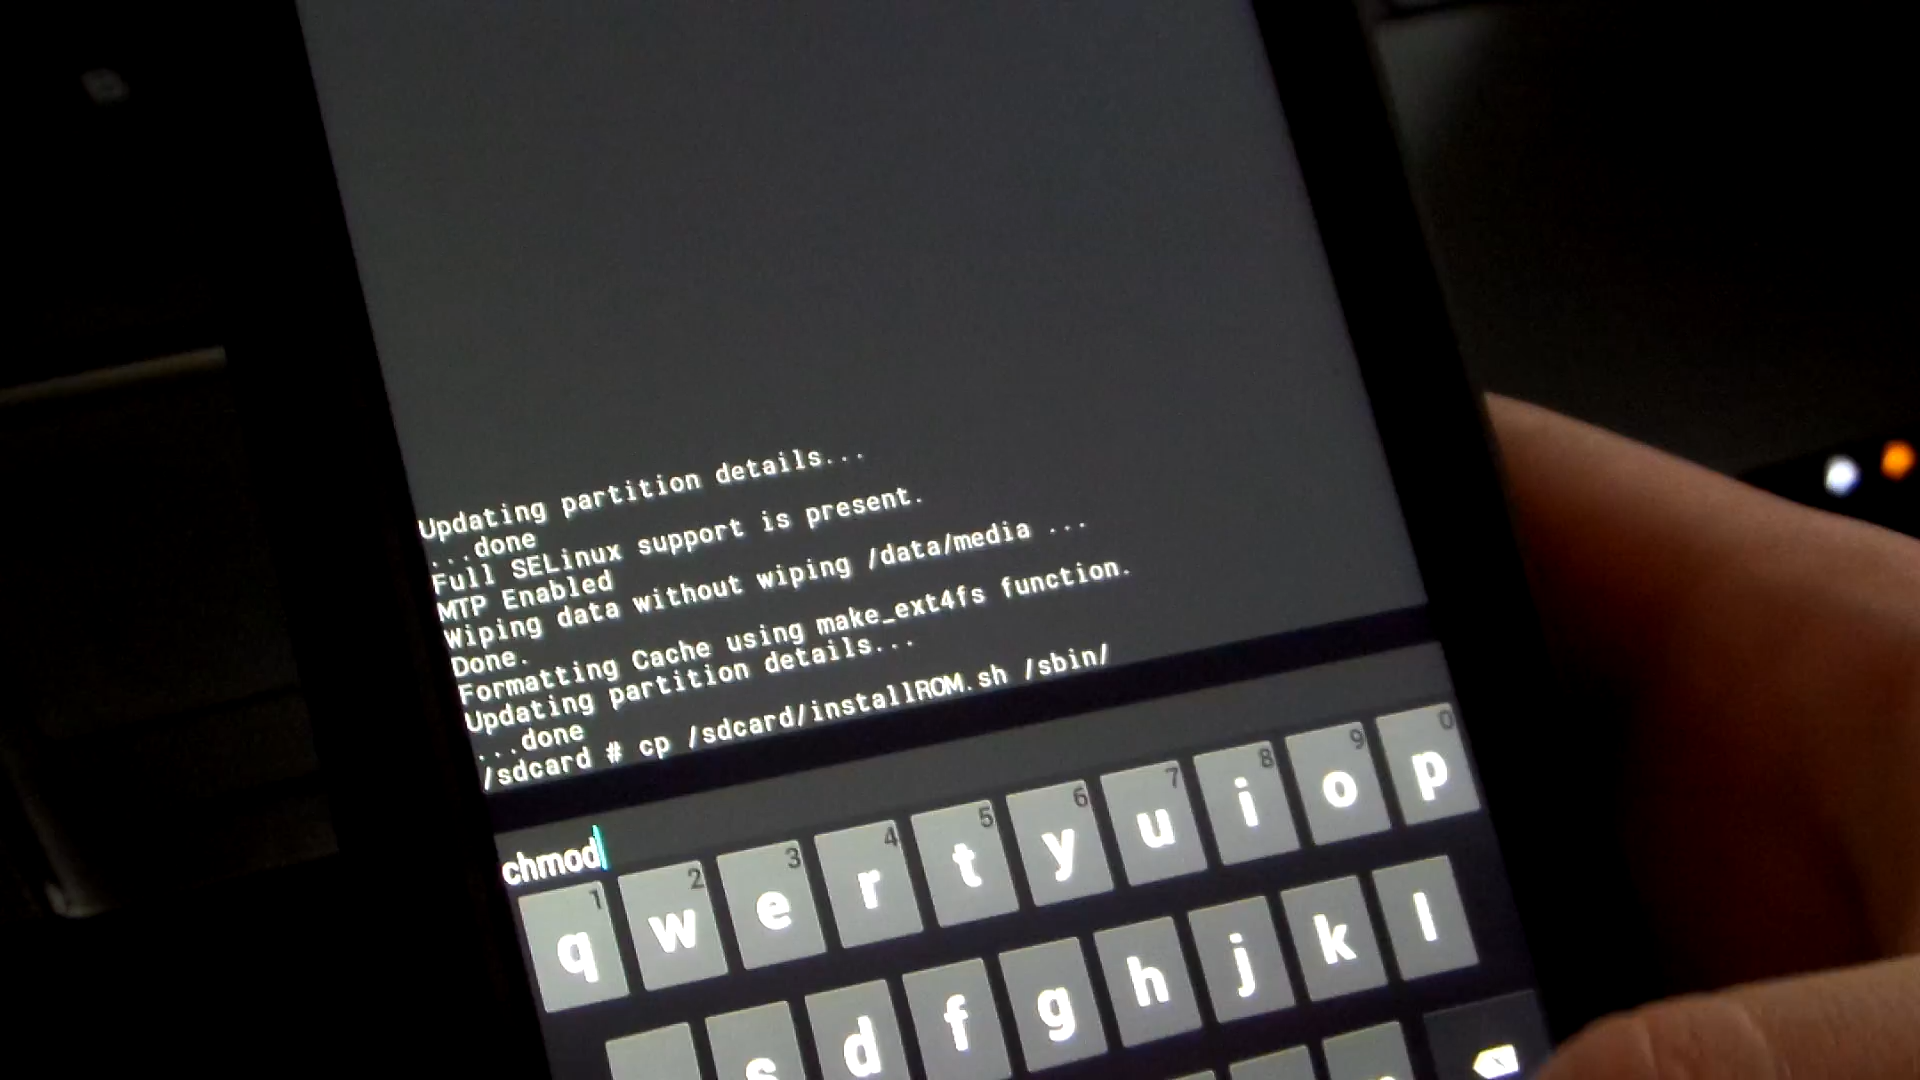 Updating partition details...
...done
Full SELinux support is present.
MTP Enabled
Wiping data without wiping /data/media ...
Done.
Formatting Cache using make_ext4fs function.
Updating partition details...
...done
/sdcard # cp /sdcard/installROM.sh /sbin/
chmod
1 2 3 4 5 6 7 8 9 0
q w e r t y u i o p
s d f g h j k l